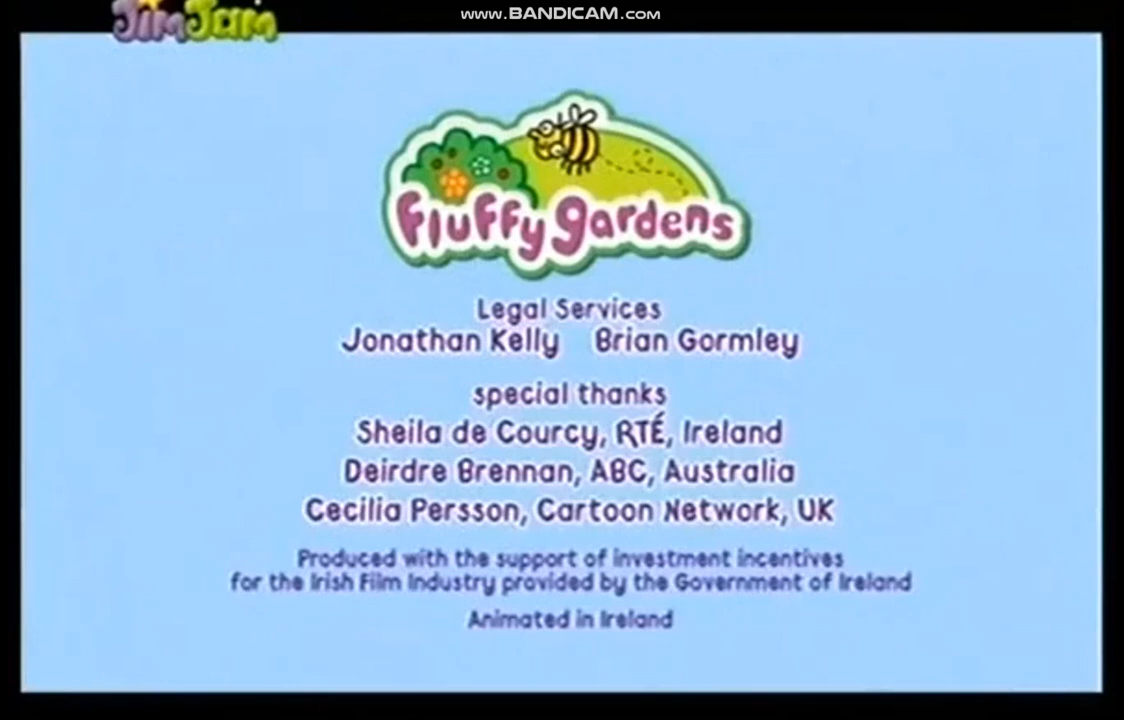 www.BANDICAM.com
JimJam
Fluffy gardens
Legal Services
Jonathan Kelly Brian Gormley
special thanks
Sheila de Courcy, RTÉ, Ireland
Deirdre Brennan, ABC, Australia
Cecilia Persson, Cartoon Network, UK
Produced with the support of investment incentives
for the Irish Film Industry provided by the Government of Ireland
Animated in Ireland